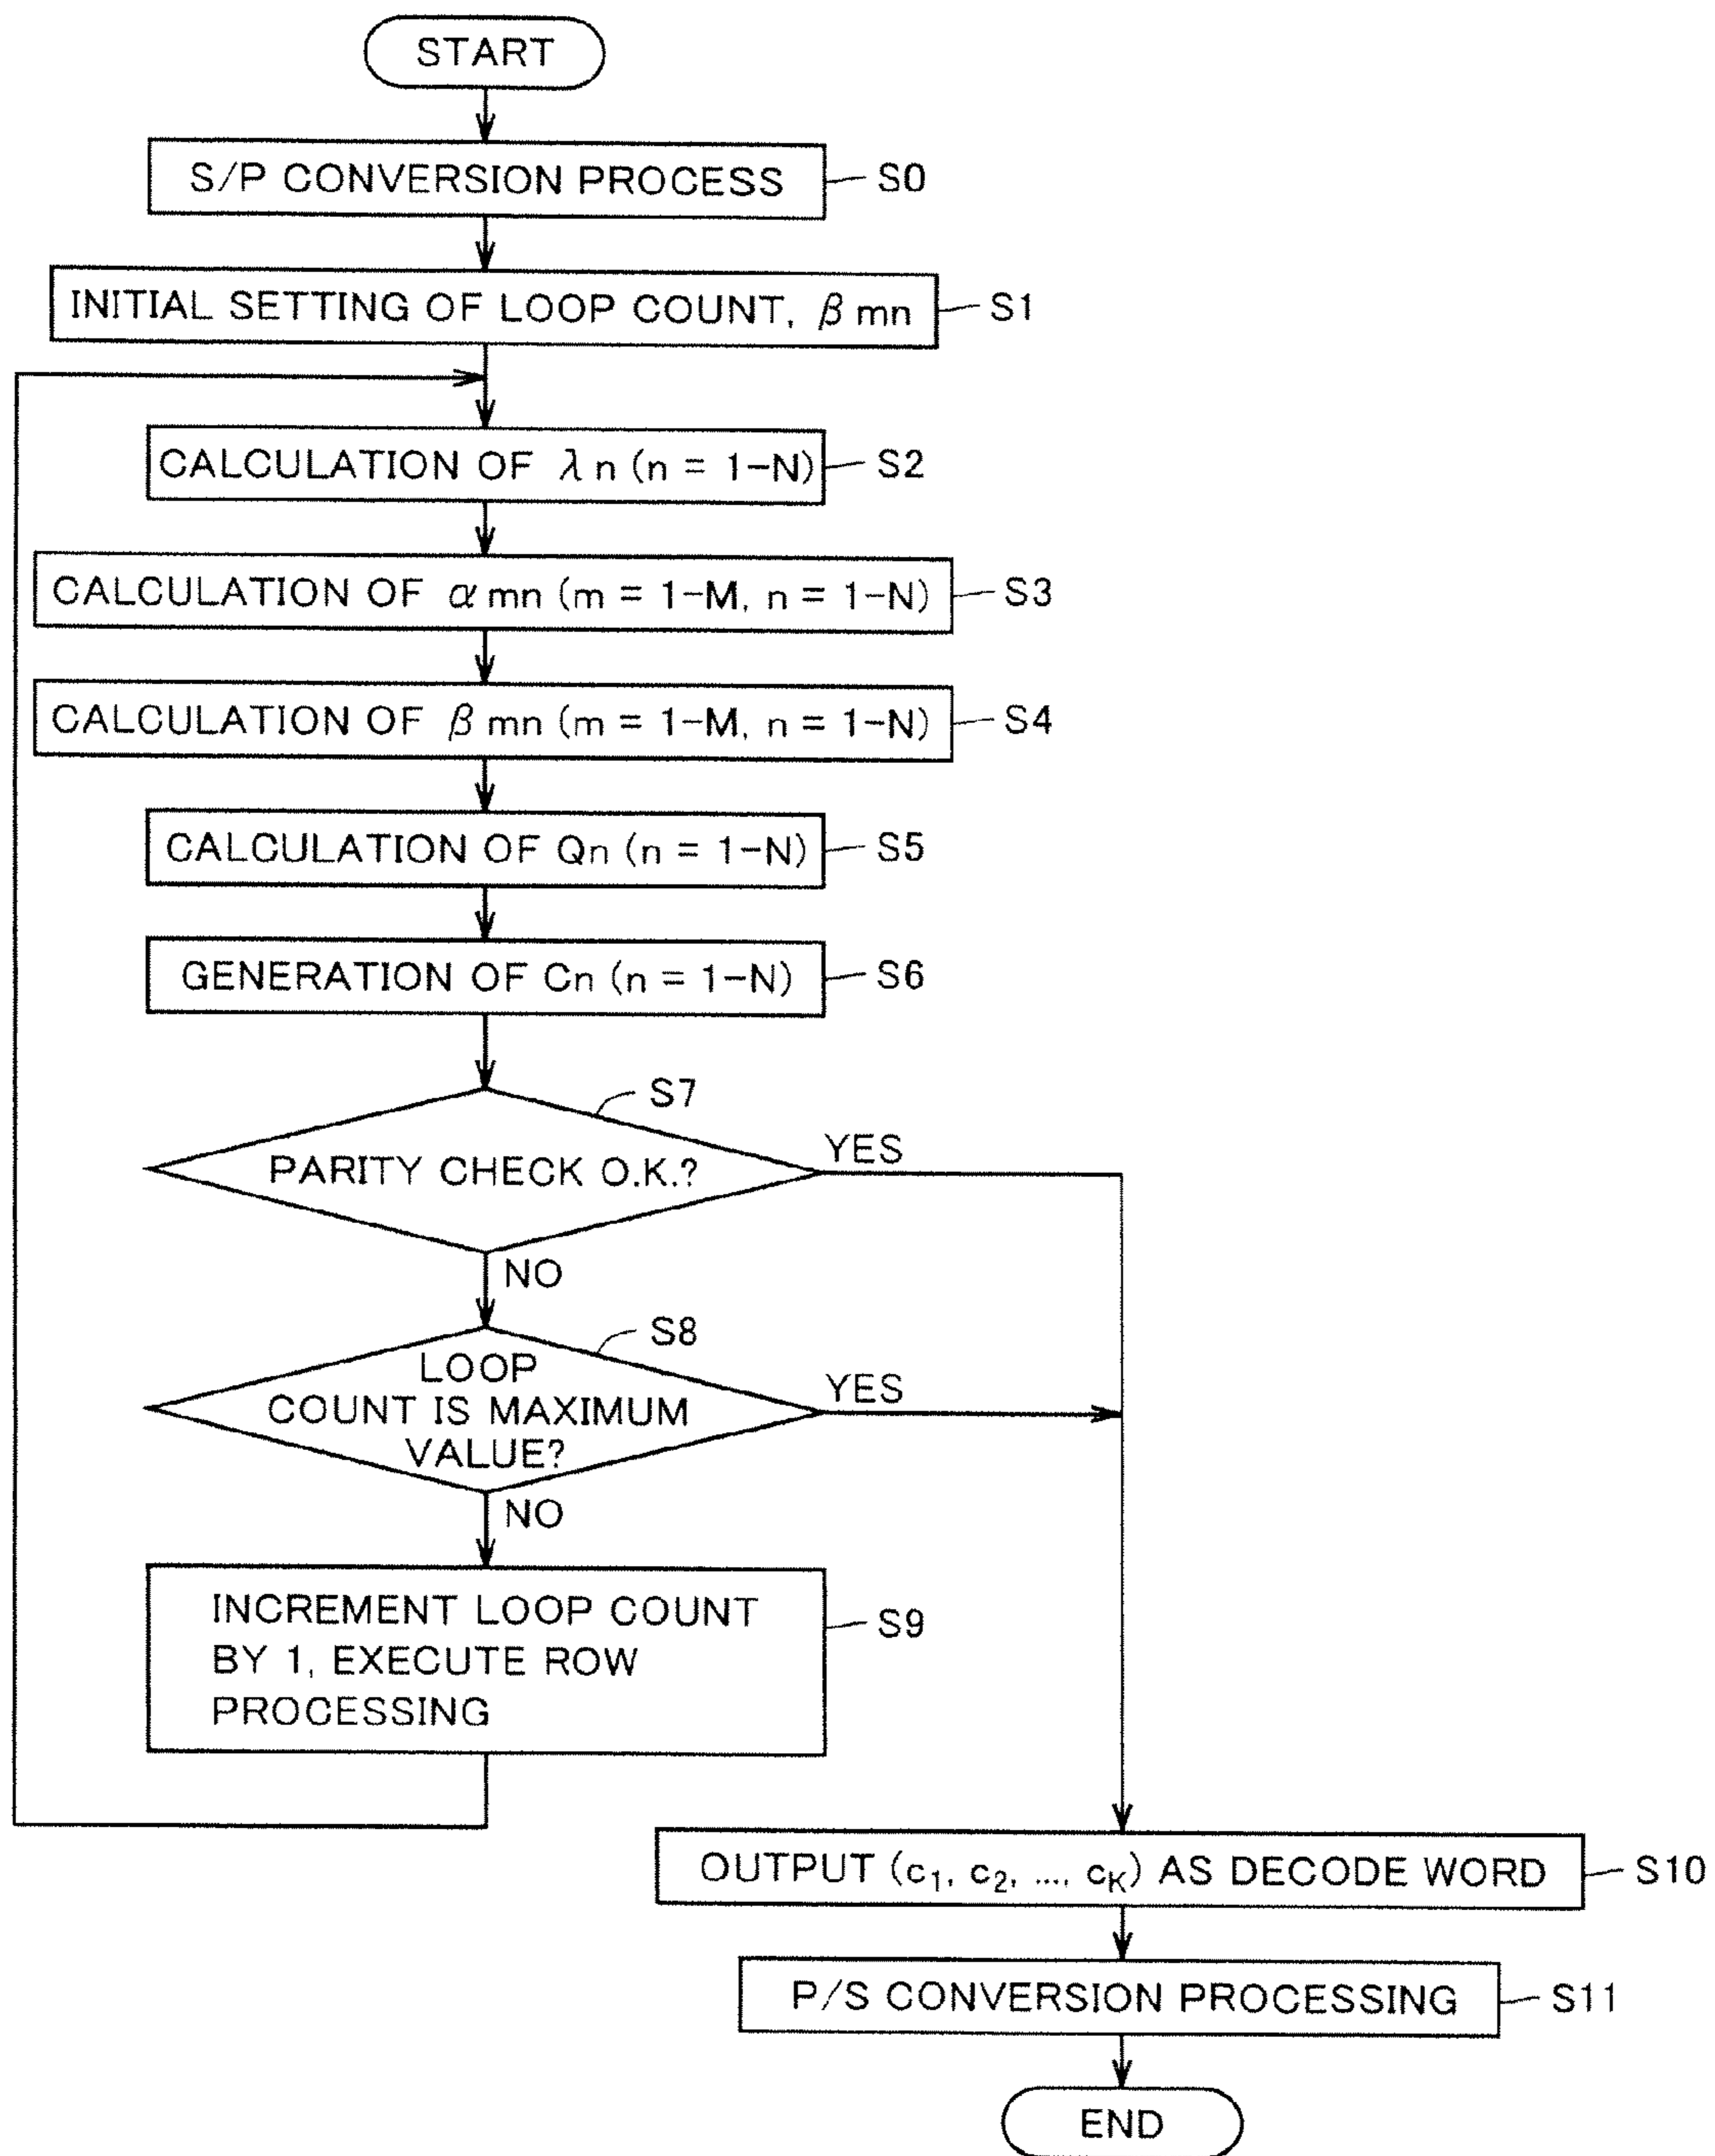 START
S/P CONVERSION PROCESS
S0
INITIAL SETTING OF LOOP COUNT, β mn
S1
CALCULATION OF λ n (n = 1-N)
S2
CALCULATION OF α mn (m = 1-M, n = 1-N)
S3
CALCULATION OF β mn (m = 1-M, n = 1-N)
S4
CALCULATION OF Qn (n = 1-N)
S5
GENERATION OF Cn (n = 1-N)
S6
S7
PARITY CHECK O.K.?
YES
NO
S8
LOOP
COUNT IS MAXIMUM
VALUE?
YES
NO
INCREMENT LOOP COUNT
BY 1, EXECUTE ROW
PROCESSING
S9
OUTPUT (c₁, c₂, ..., c_K) AS DECODE WORD
S10
P/S CONVERSION PROCESSING
S11
END